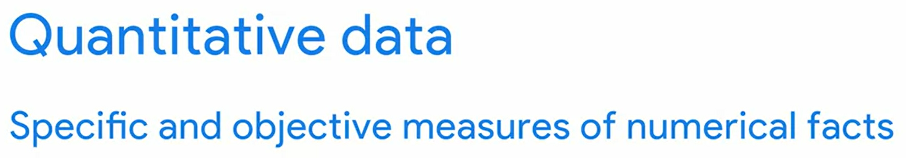 Quantitative data
Specific and objective measures of numerical facts